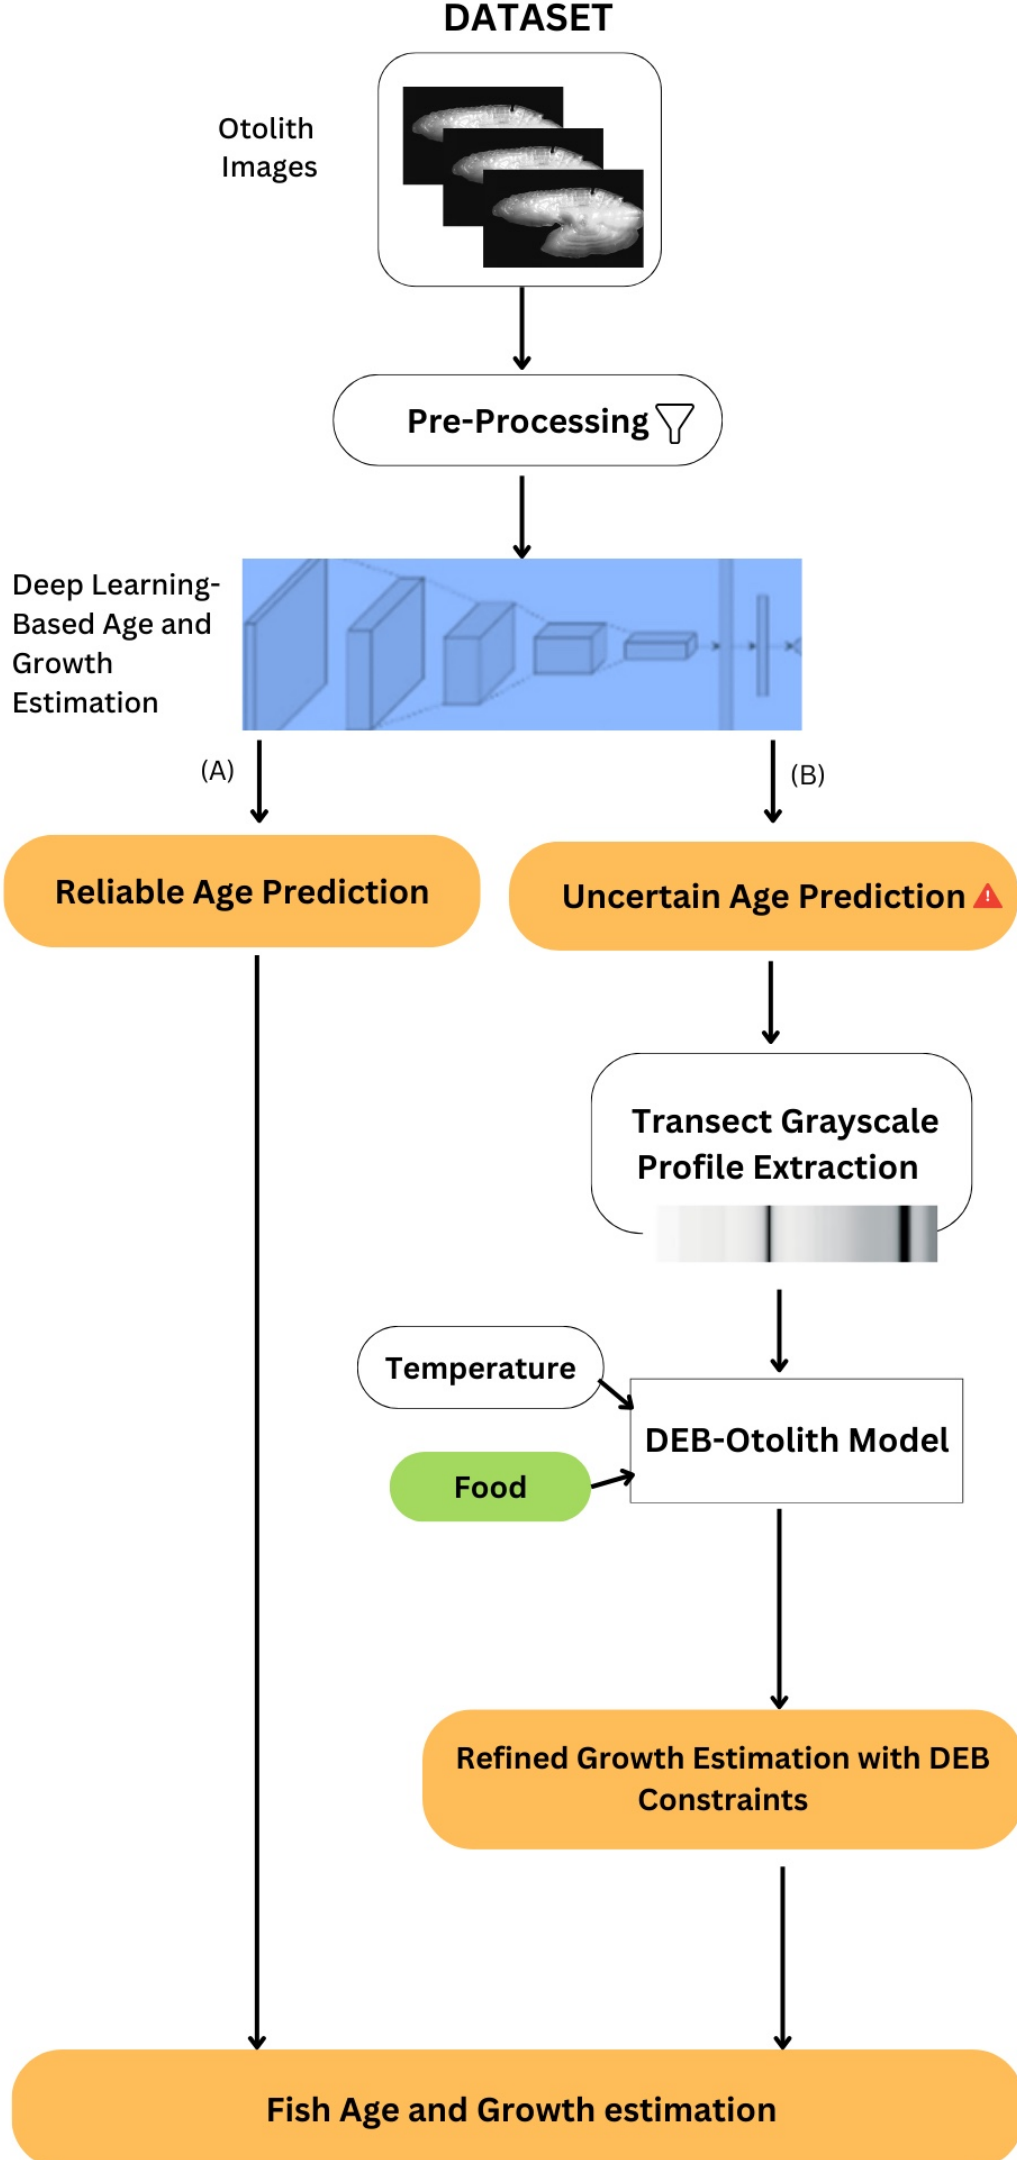 DATASET
Otolith
Images
Pre-Processing
Deep Learning-
Based Age and
Growth
Estimation
(A)
(B)
Reliable Age Prediction
Uncertain Age Prediction
Transect Grayscale
Profile Extraction
Temperature
DEB-Otolith Model
Food
Refined Growth Estimation with DEB
Constraints
Fish Age and Growth estimation